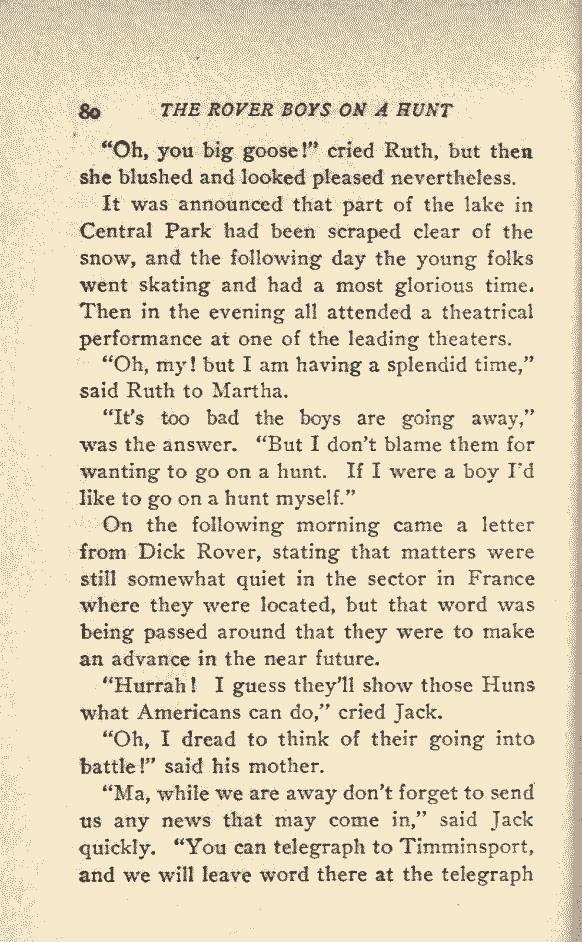 80 THE ROVER BOYS ON A HUNT
“Oh, you big goose!” cried Ruth, but then
she blushed and looked pleased nevertheless.
It was announced that part of the lake in
Central Park had been scraped clear of the
snow, and the following day the young folks
went skating and had a most glorious time.
Then in the evening all attended a theatrical
performance at one of the leading theaters.
“Oh, my! but I am having a splendid time,”
said Ruth to Martha.
“It’s too bad the boys are going away,”
was the answer. “But I don’t blame them for
wanting to go on a hunt. If I were a boy I’d
like to go on a hunt myself.”
On the following morning came a letter
from Dick Rover, stating that matters were
still somewhat quiet in the sector in France
where they were located, but that word was
being passed around that they were to make
an advance in the near future.
“Hurrah! I guess they’ll show those Huns
what Americans can do,” cried Jack.
“Oh, I dread to think of their going into
battle!” said his mother.
“Ma, while we are away don’t forget to send
us any news that may come in,” said Jack
quickly. “You can telegraph to Timminsport,
and we will leave word there at the telegraph